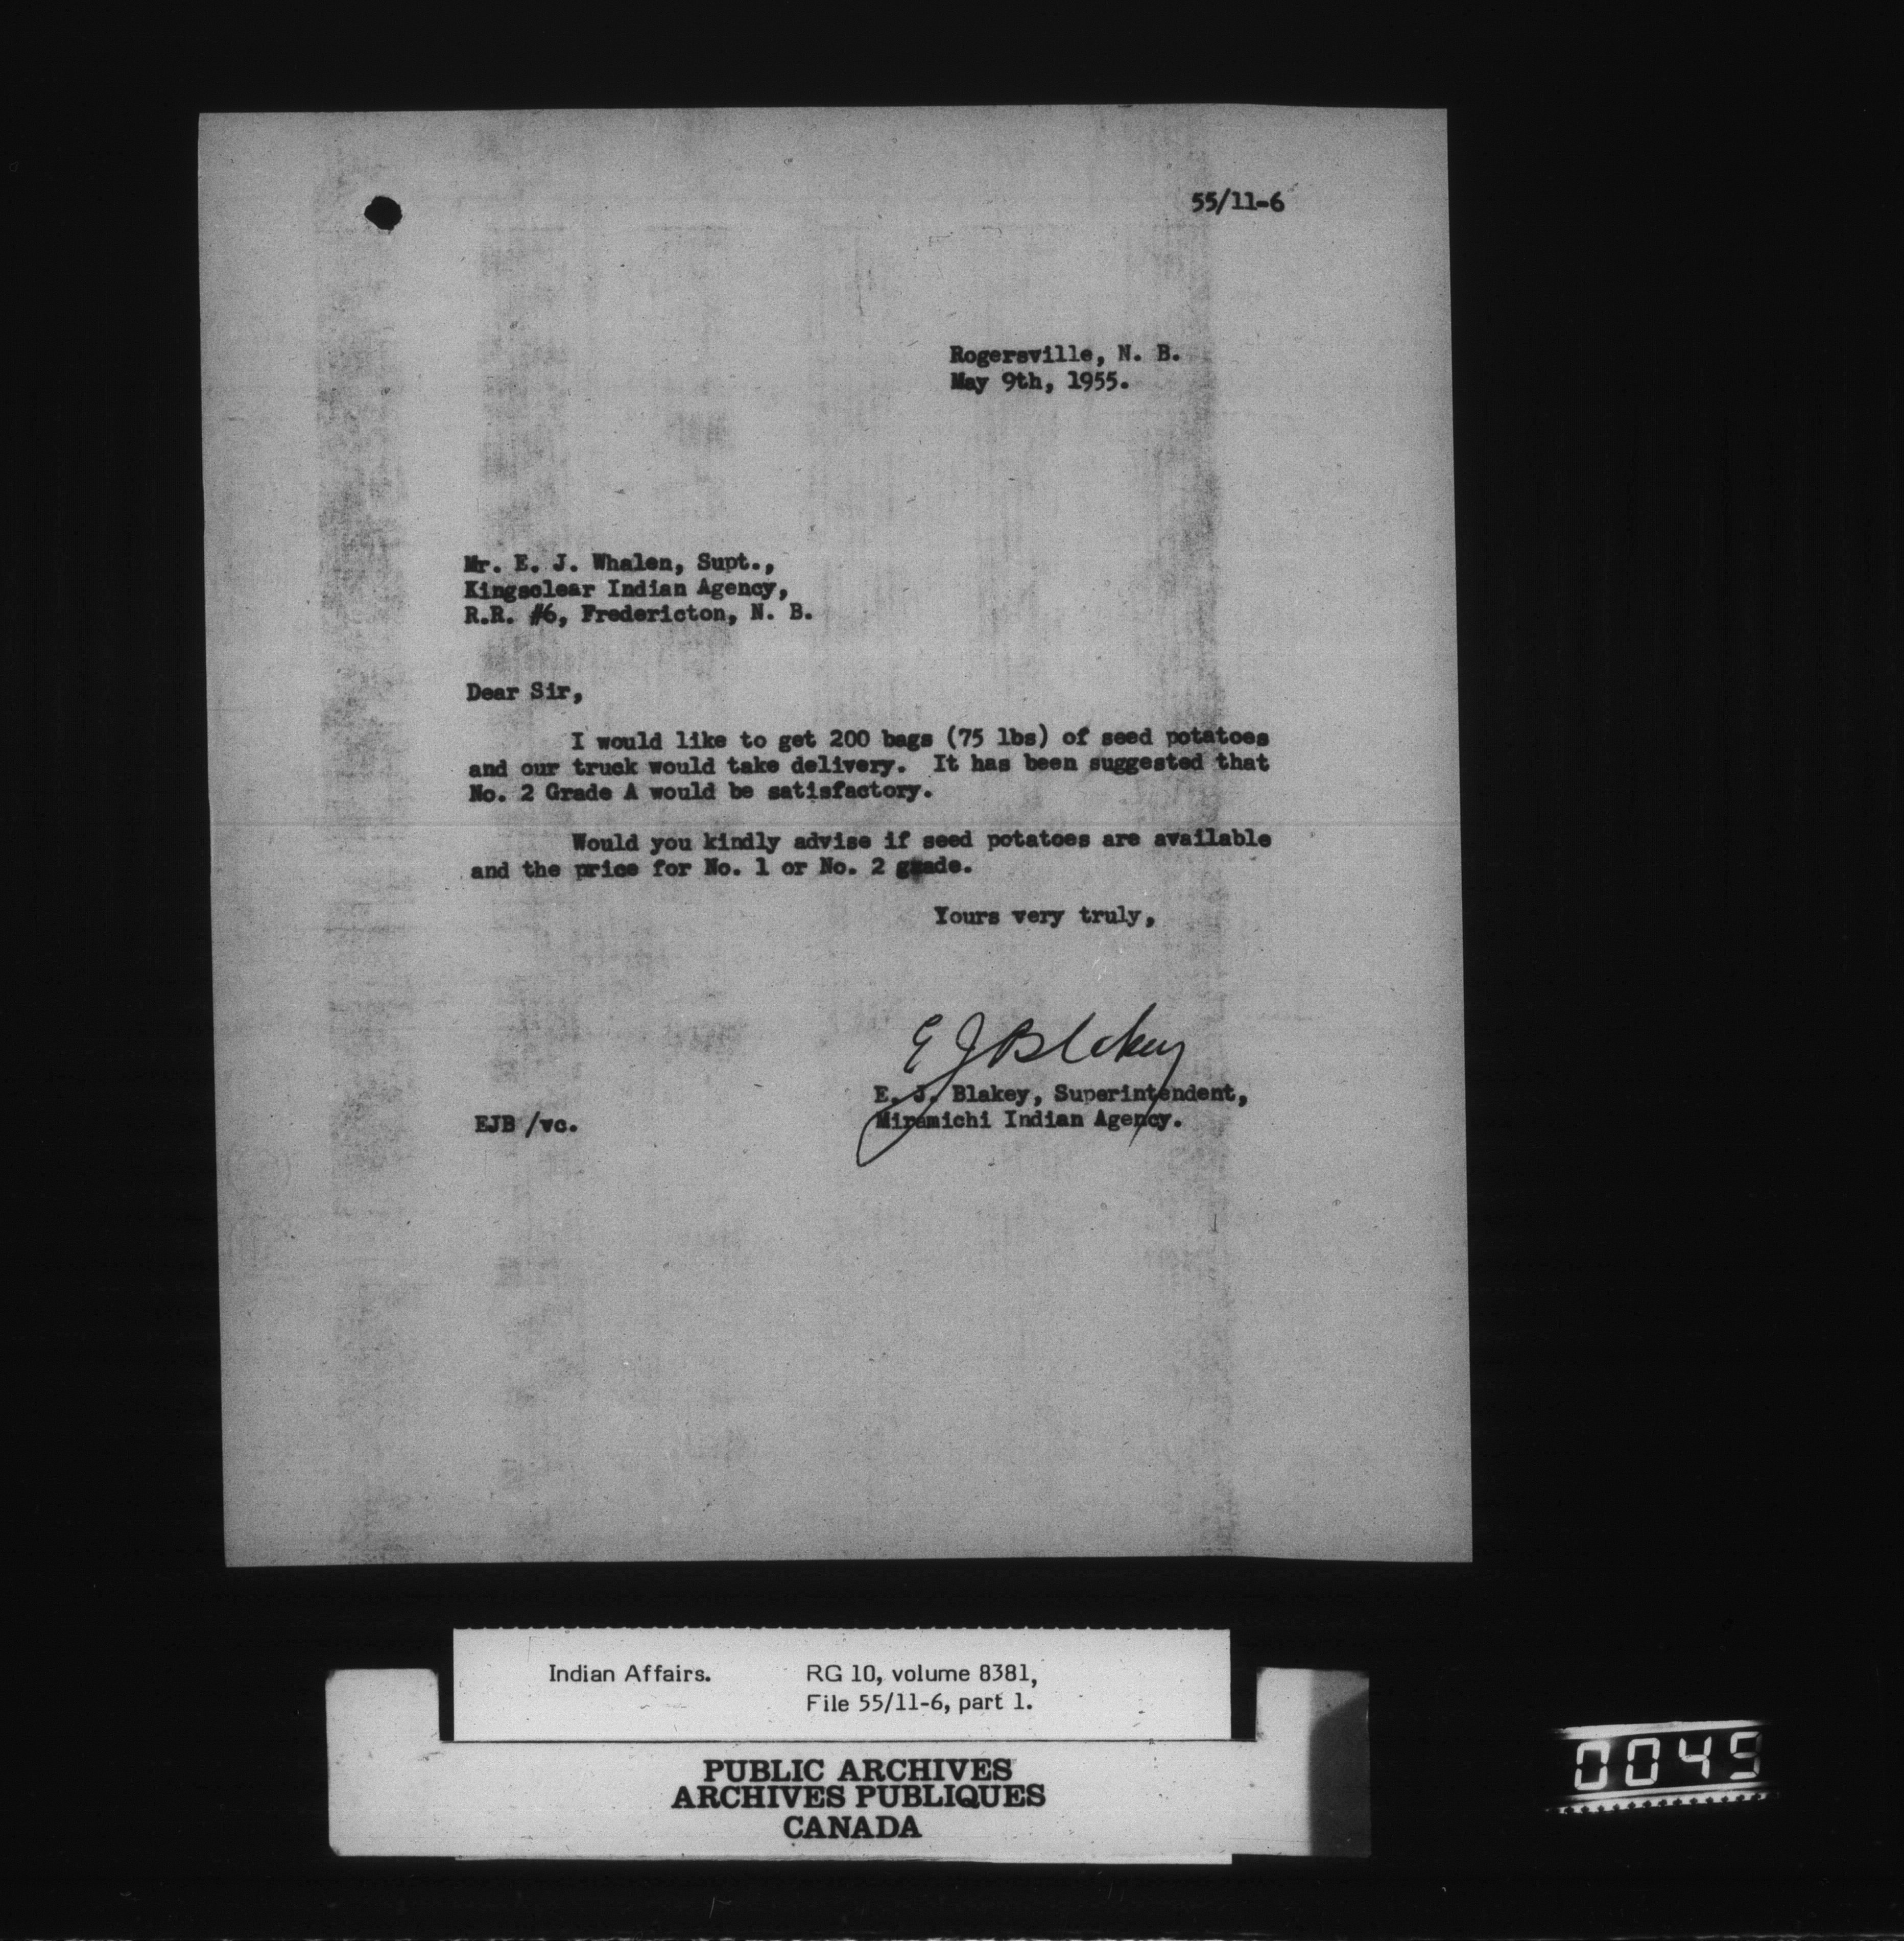 55/11-6
Rogersville, N. B.
May 9th, 1955.
Mr. E. J. Whalen, Supt.,
Kingsclear Indian Agency,
R.R. #6, Fredericton, N. B.
Dear Sir,
I would like to get 200 bags (75 lbs) of seed potatoes
and our truck would take delivery. It has been suggested that
No. 2 Grade A would be satisfactory.
Would you kindly advise if seed potatoes are available
and the price for No. 1 or No. 2 grade.
Yours very truly,
E J Blakey
E. J. Blakey, Superintendent,
Miramichi Indian Agency.
EJB /vc.
Indian Affairs. RG 10, volume 8381,
File 55/11-6, part 1.
PUBLIC ARCHIVES
ARCHIVES PUBLIQUES
CANADA
0045